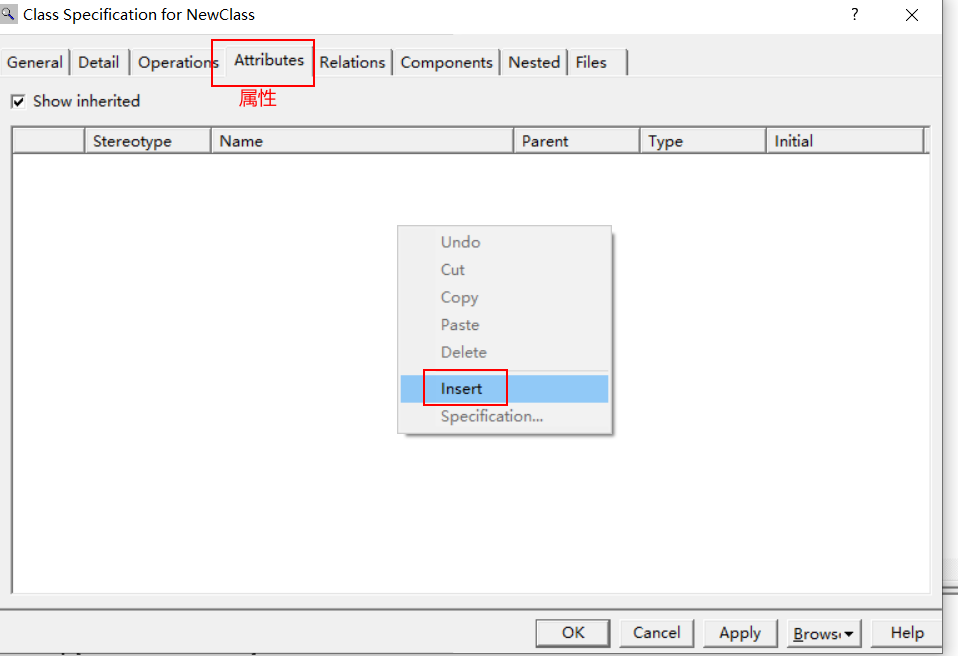 Class Specification for NewClass
?
General Detail Operations Attributes Relations Components Nested Files
属性
Show inherited
Stereotype Name Parent Type Initial
Undo
Cut
Copy
Paste
Delete
Insert
Specification...
OK Cancel Apply Brows Help